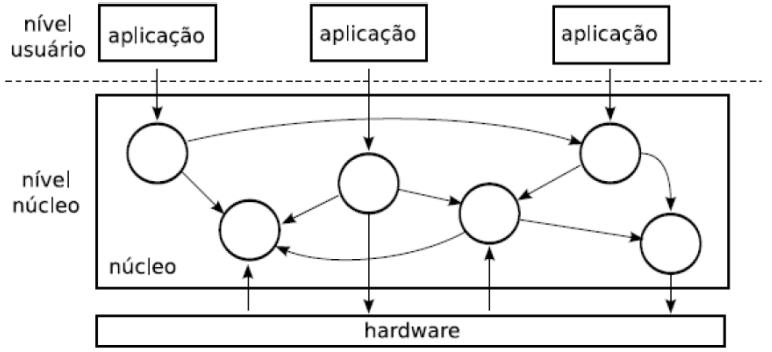 nível
usuário
aplicação
aplicação
aplicação
nível
núcleo
núcleo
hardware